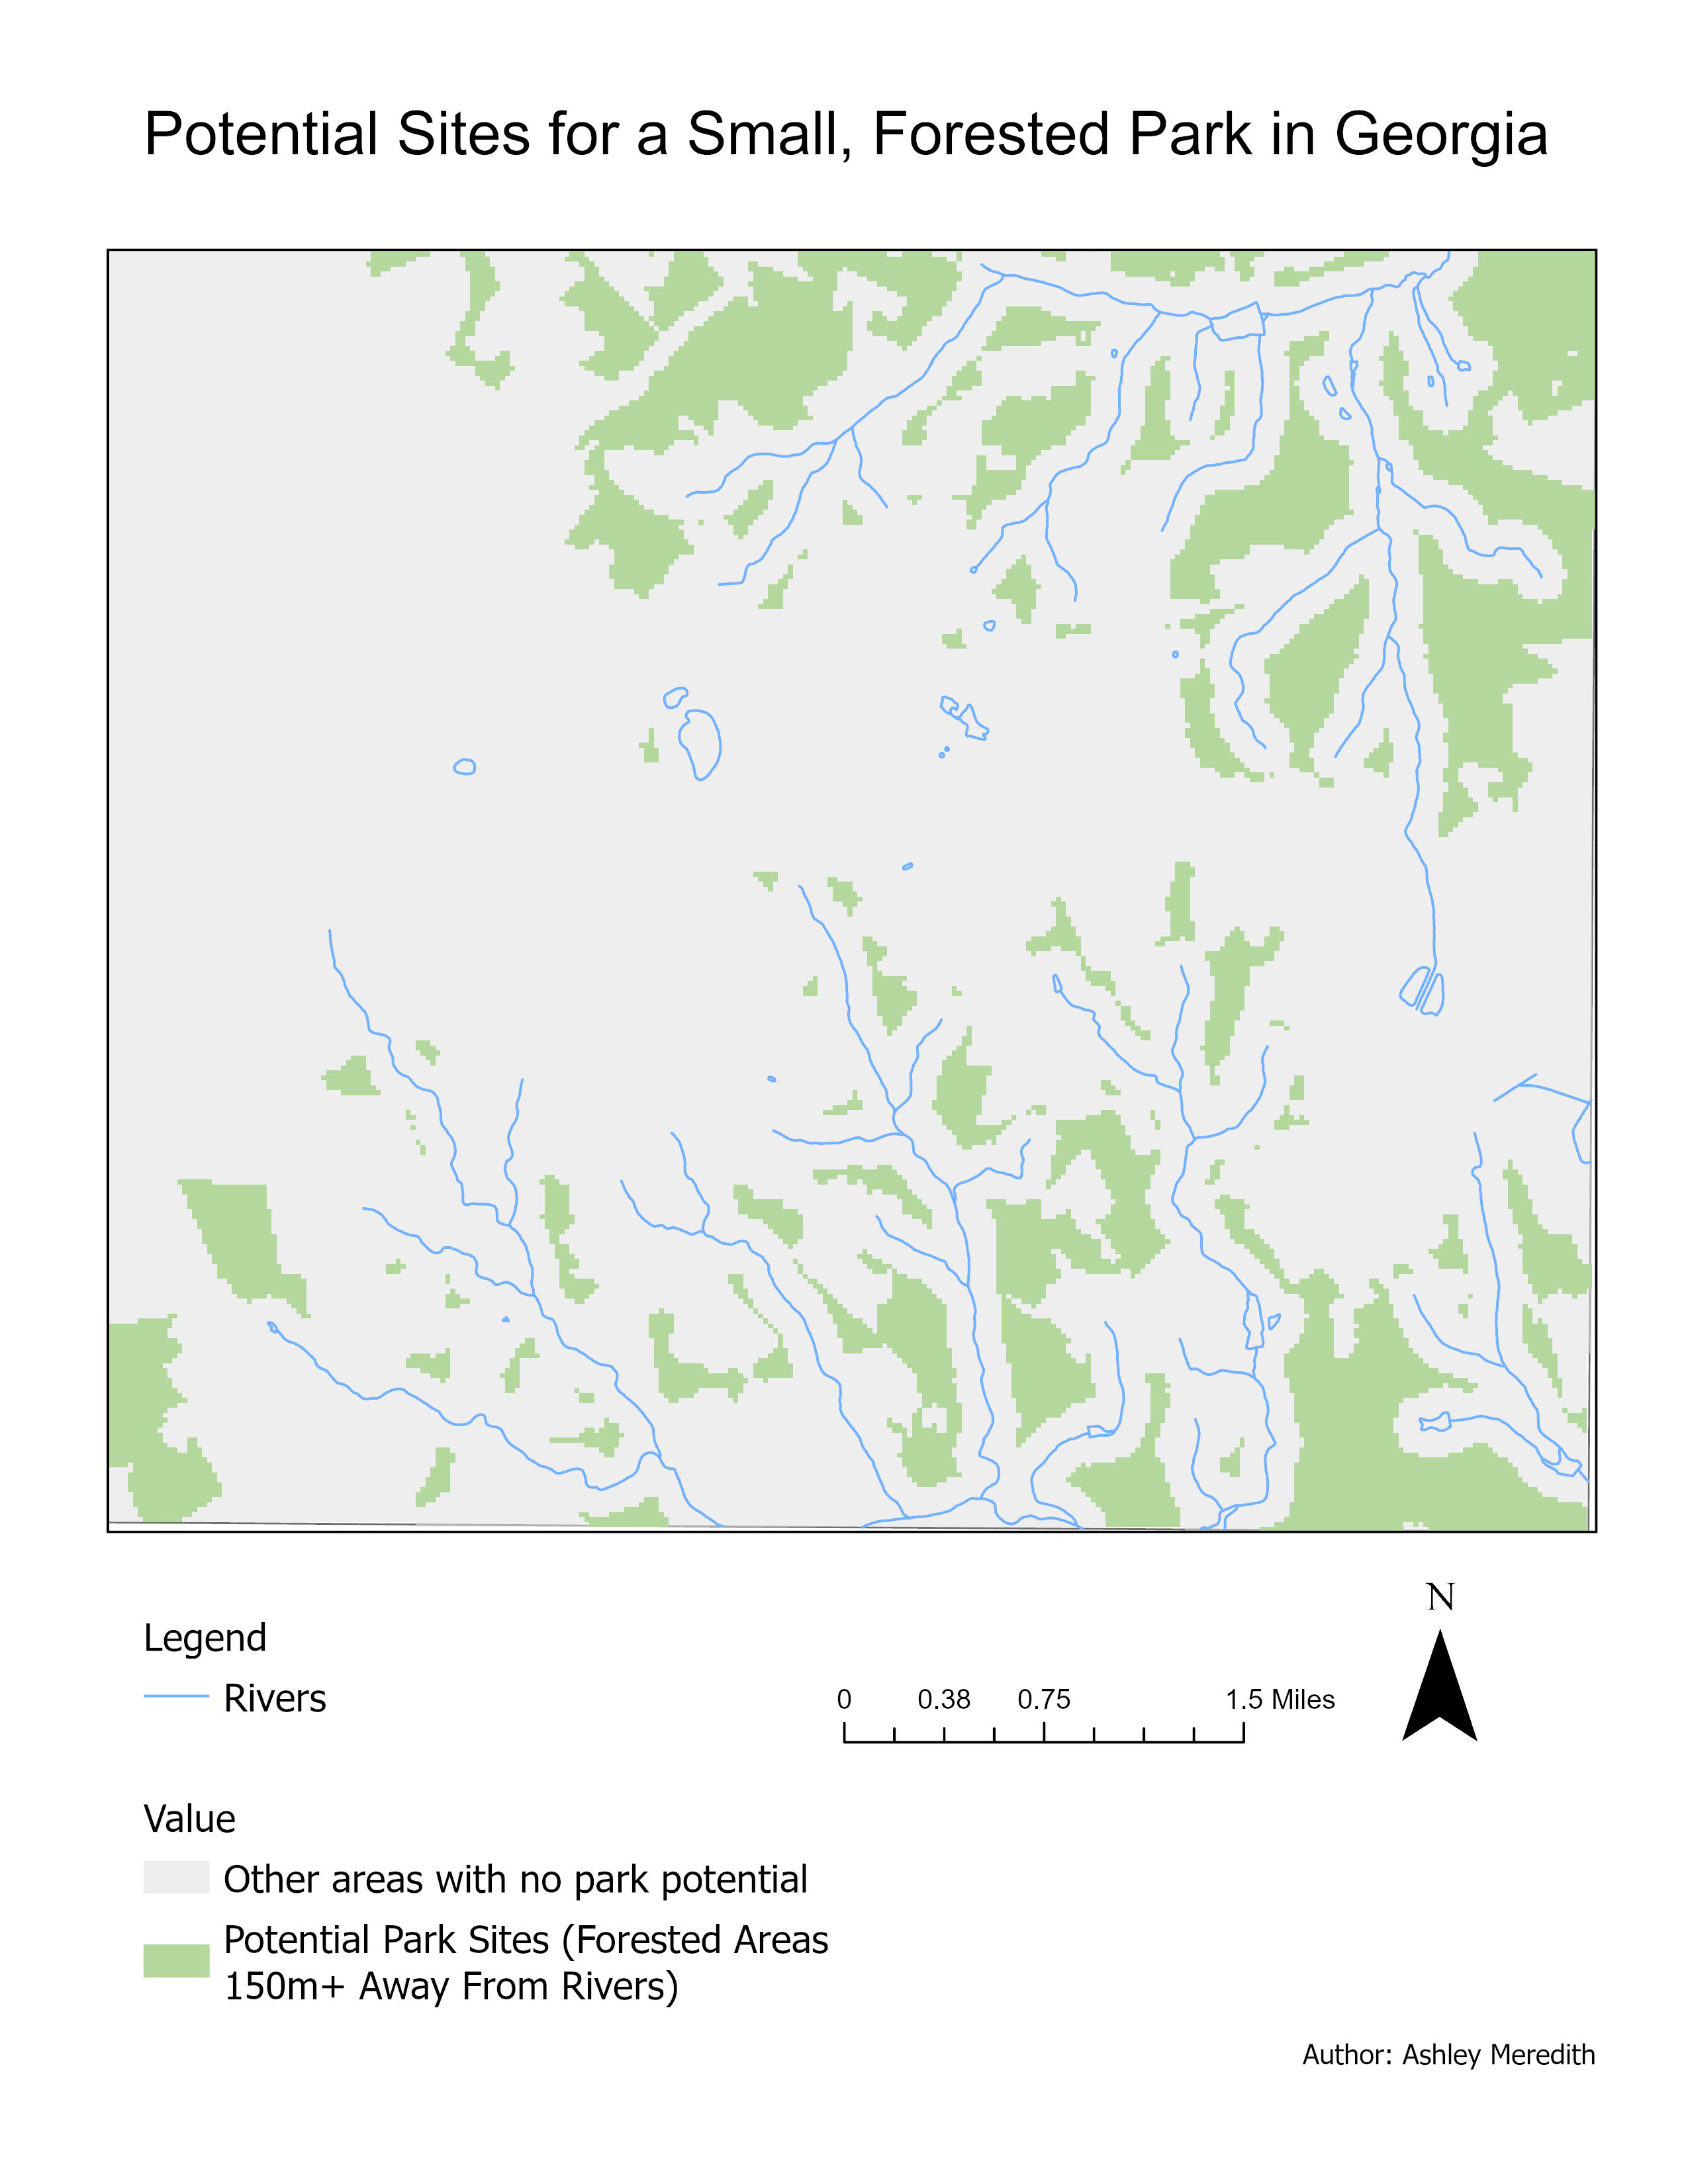 Potential Sites for a Small, Forested Park in Georgia
N
Legend
Rivers
0 0.38 0.75 1.5 Miles
Value
Other areas with no park potential
Potential Park Sites (Forested Areas
150m+ Away From Rivers)
Author: Ashley Meredith